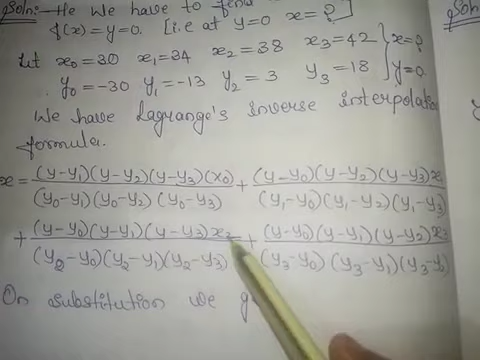 Soln:- He we have to find
f(x)=y=0. [i.e at y=0 x=?]
Let x₀=30 x₁=34 x₂=38 x₃=42 } x=?
y₀=-30 y₁=-13 y₂=3 y₃=18 } y=0.
We have Lagrange's inverse interpolation
formula.
x = (y-y₁)(y-y₂)(y-y₃)(x₀) / (y₀-y₁)(y₀-y₂)(y₀-y₃) + (y-y₀)(y-y₂)(y-y₃)x₁ / (y₁-y₀)(y₁-y₂)(y₁-y₃)
+ (y-y₀)(y-y₁)(y-y₃)x₂ / (y₂-y₀)(y₂-y₁)(y₂-y₃) + (y-y₀)(y-y₁)(y-y₂)x₃ / (y₃-y₀)(y₃-y₁)(y₃-y₂)
On substitution we g